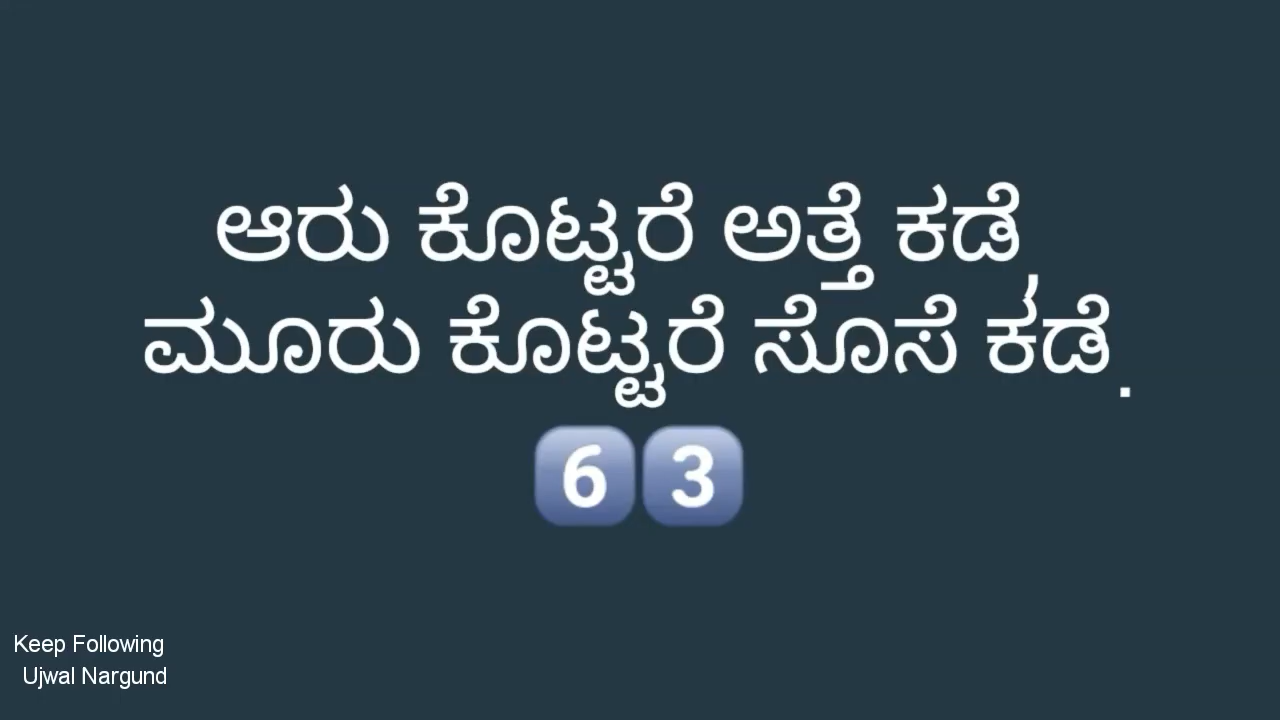 ಆರು ಕೊಟ್ಟರೆ ಅತ್ತೆ ಕಡೆ,
ಮೂರು ಕೊಟ್ಟರೆ ಸೊಸೆ ಕಡೆ.
6 3
Keep Following
Ujwal Nargund